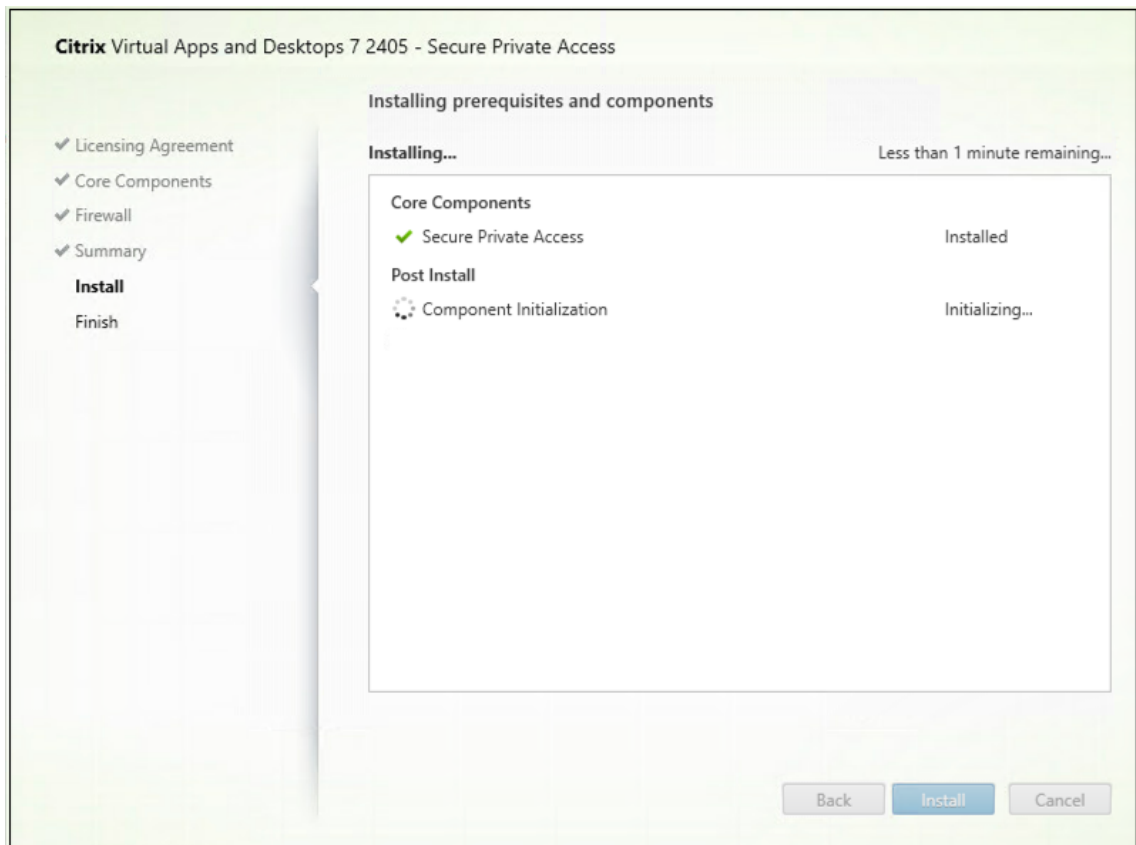 Citrix Virtual Apps and Desktops 7 2405 - Secure Private Access
Licensing Agreement
Core Components
Firewall
Summary
Install
Finish
Installing prerequisites and components
Installing... Less than 1 minute remaining...
Core Components
Secure Private Access Installed
Post Install
Component Initialization Initializing...
Back Install Cancel